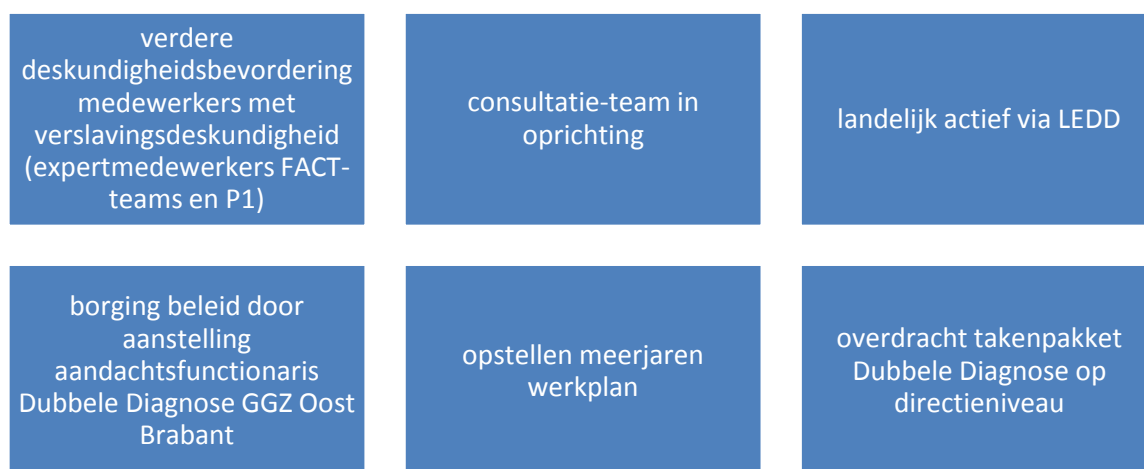 verdere
deskundigheidsbevordering
medewerkers met
verslavingsdeskundigheid
(expertmedewerkers FACT-
teams en P1)
consultatie-team in
oprichting
landelijk actief via LEDD
borging beleid door
aanstelling
aandachtsfunctionaris
Dubbele Diagnose GGZ Oost
Brabant
opstellen meerjaren
werkplan
overdracht takenpakket
Dubbele Diagnose op
directieniveau